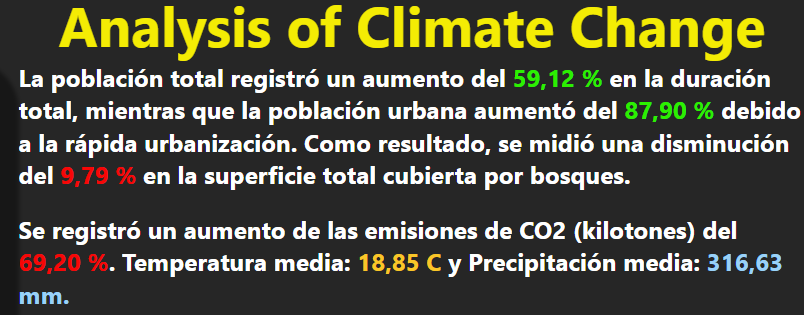 Analysis of Climate Change
La población total registró un aumento del 59,12 % en la duración
total, mientras que la población urbana aumentó del 87,90 % debido
a la rápida urbanización. Como resultado, se midió una disminución
del 9,79 % en la superficie total cubierta por bosques.
Se registró un aumento de las emisiones de CO2 (kilotones) del
69,20 %. Temperatura media: 18,85 C y Precipitación media: 316,63
mm.